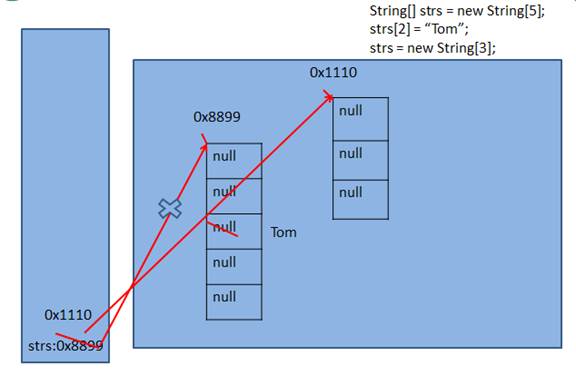 String[] strs = new String[5];
strs[2] = “Tom”;
strs = new String[3];
0x1110
null
null
null
0x8899
null
null
null
Tom
null
null
0x1110
strs:0x8899